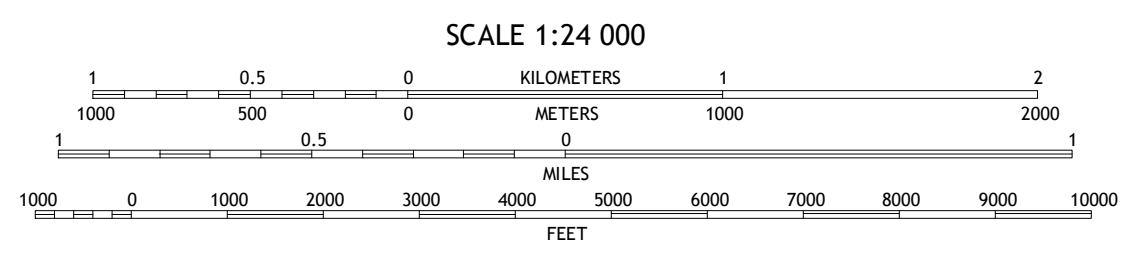 SCALE 1:24 000
1 0.5 0 KILOMETERS 1 2
1000 500 0 METERS 1000 2000
1 0.5 0 1
MILES
1000 0 1000 2000 3000 4000 5000 6000 7000 8000 9000 10000
FEET